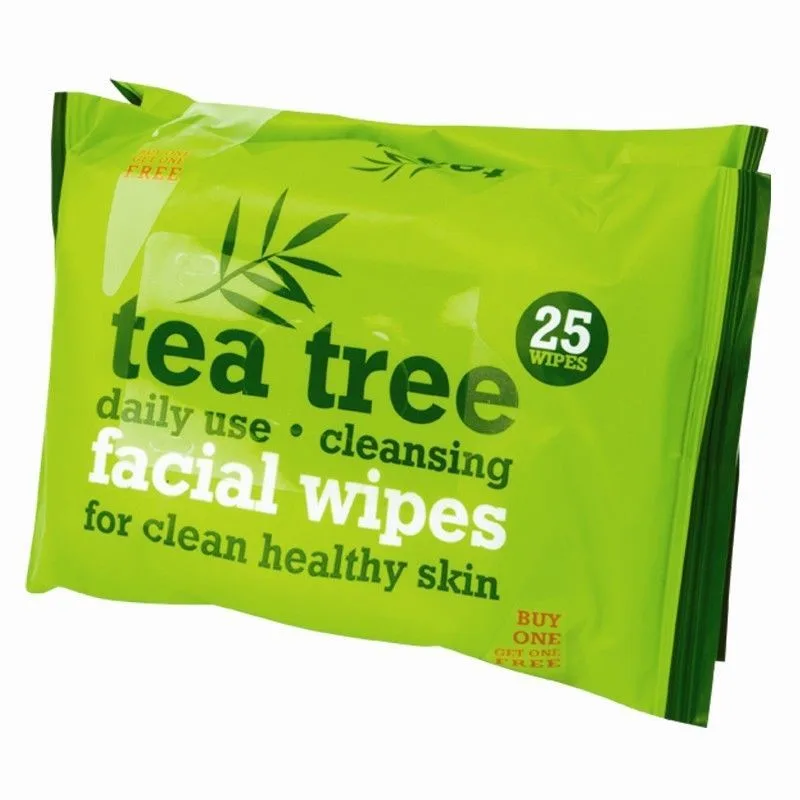 BUY ONE
GET ONE
FREE
tea tree
25
WIPES
daily use • cleansing
facial wipes
for clean healthy skin
BUY
ONE
GET ONE
FREE